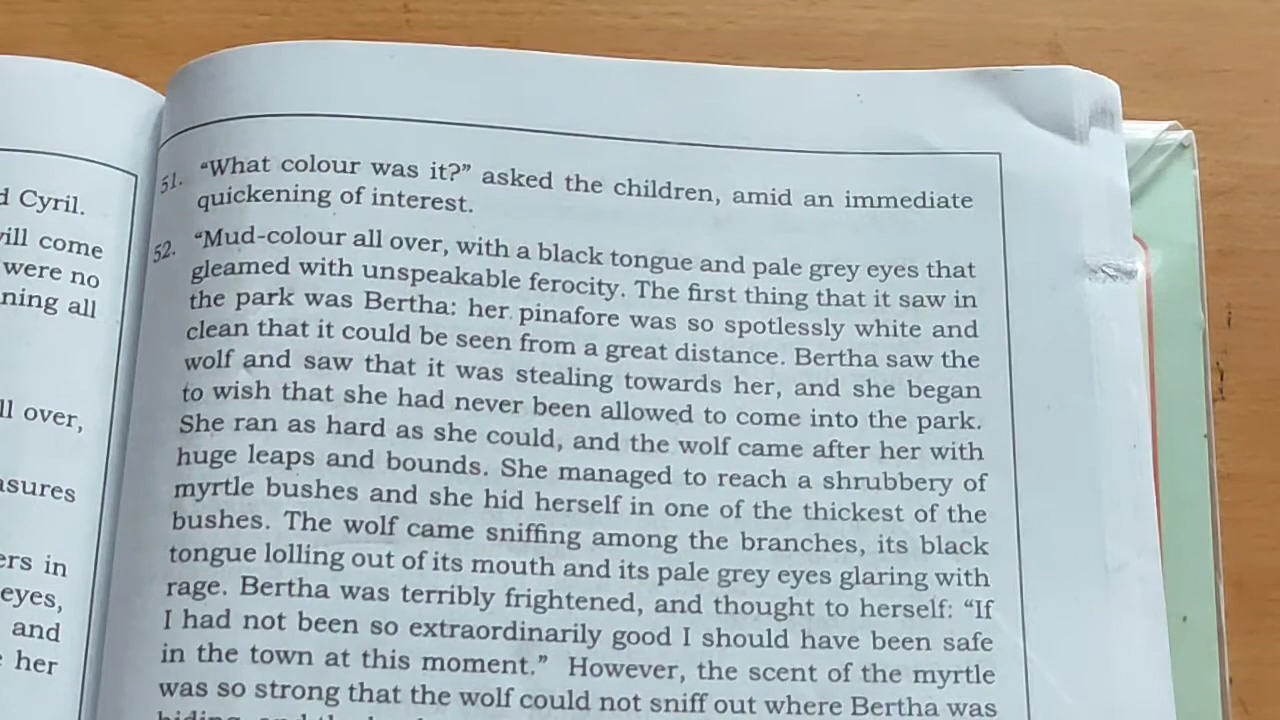 Cyril.
will come
were no
ning all
ll over,
asures
ers in
eyes,
and
her
51. “What colour was it?” asked the children, amid an immediate
quickening of interest.
52. “Mud-colour all over, with a black tongue and pale grey eyes that
gleamed with unspeakable ferocity. The first thing that it saw in
the park was Bertha: her pinafore was so spotlessly white and
clean that it could be seen from a great distance. Bertha saw the
wolf and saw that it was stealing towards her, and she began
to wish that she had never been allowed to come into the park.
She ran as hard as she could, and the wolf came after her with
huge leaps and bounds. She managed to reach a shrubbery of
myrtle bushes and she hid herself in one of the thickest of the
bushes. The wolf came sniffing among the branches, its black
tongue lolling out of its mouth and its pale grey eyes glaring with
rage. Bertha was terribly frightened, and thought to herself: “If
I had not been so extraordinarily good I should have been safe
in the town at this moment.” However, the scent of the myrtle
was so strong that the wolf could not sniff out where Bertha was